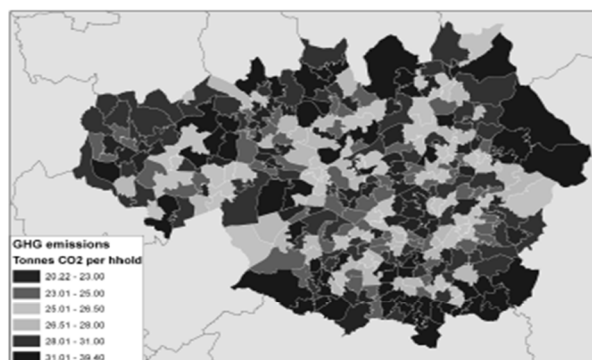 GHG emissions
Tonnes CO2 per hhold
20.22 - 23.00
23.01 - 25.00
25.01 - 26.50
26.51 - 28.00
28.01 - 31.00
31.01 - 39.40